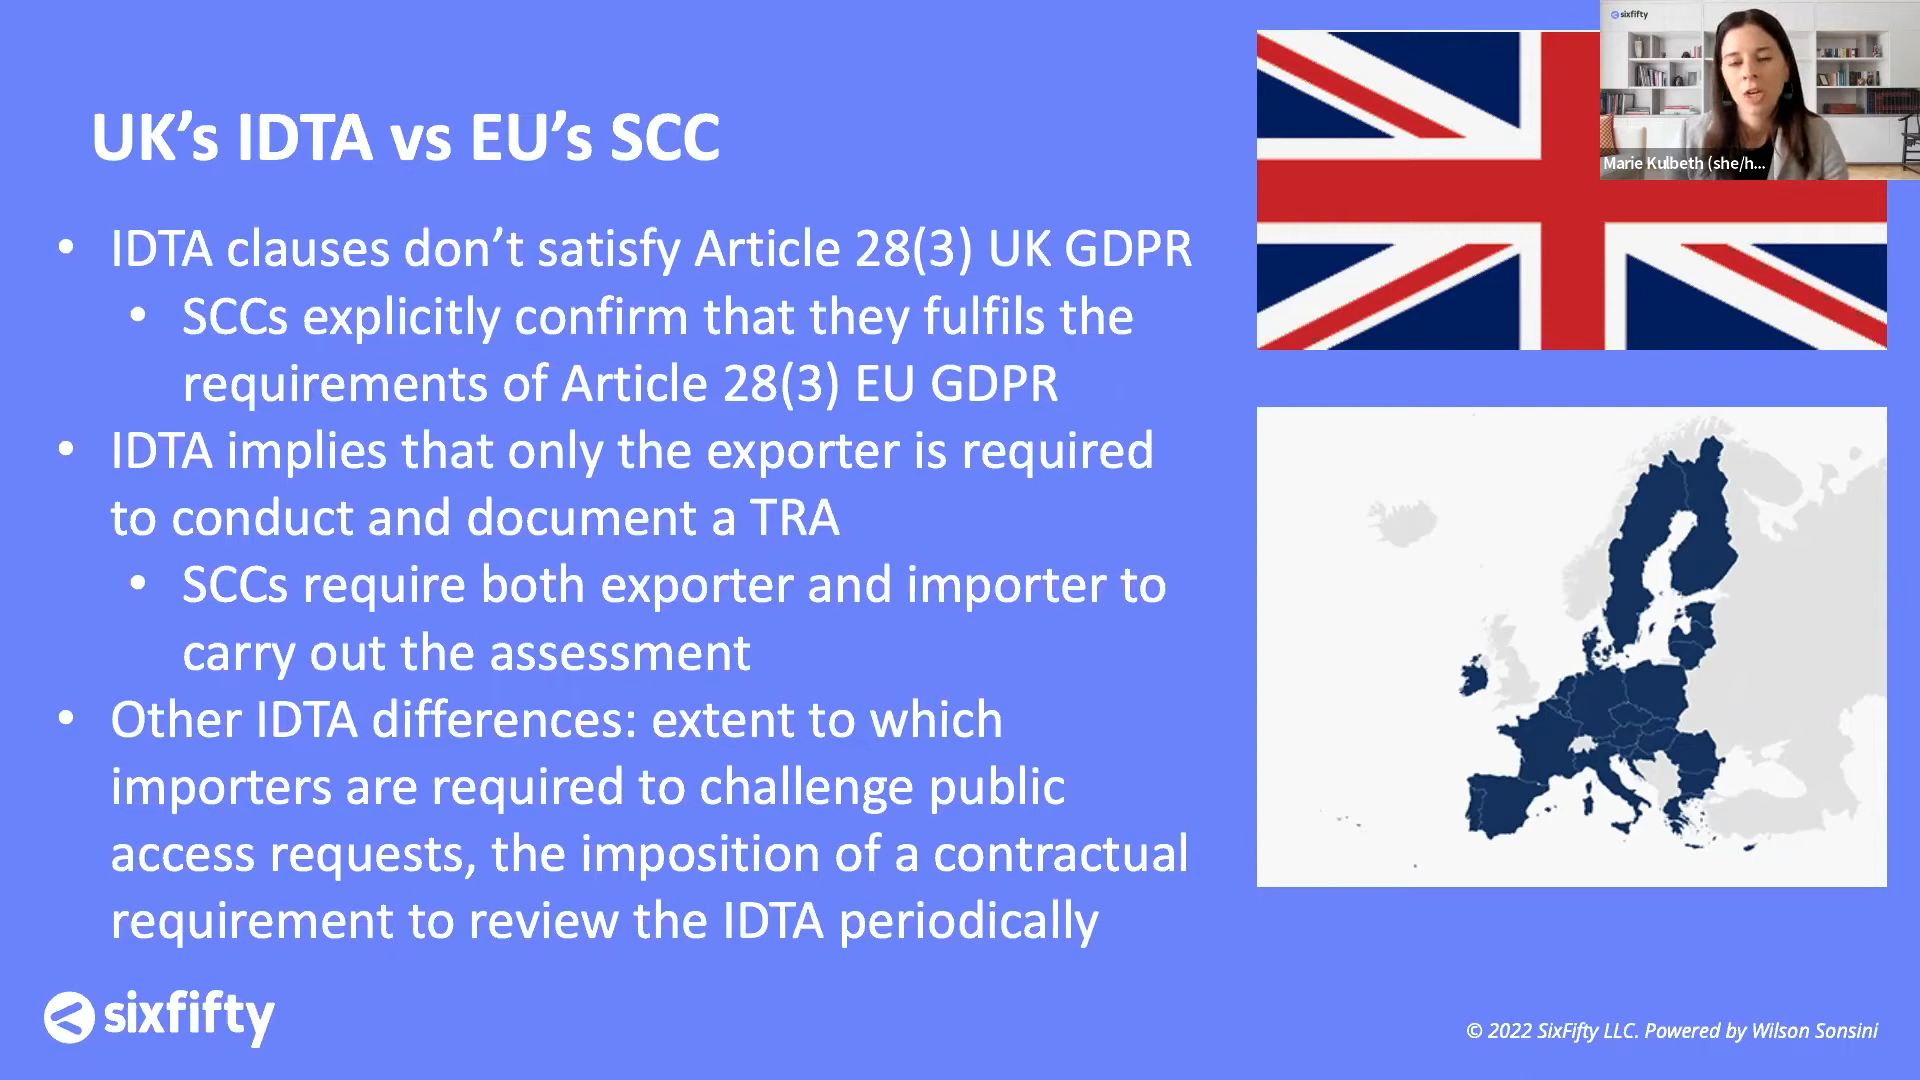 sixfifty
Marie Kulbeth (she/h...
UK’s IDTA vs EU’s SCC
• IDTA clauses don’t satisfy Article 28(3) UK GDPR
• SCCs explicitly confirm that they fulfils the
requirements of Article 28(3) EU GDPR
• IDTA implies that only the exporter is required
to conduct and document a TRA
• SCCs require both exporter and importer to
carry out the assessment
• Other IDTA differences: extent to which
importers are required to challenge public
access requests, the imposition of a contractual
requirement to review the IDTA periodically
sixfifty
© 2022 SixFifty LLC. Powered by Wilson Sonsini